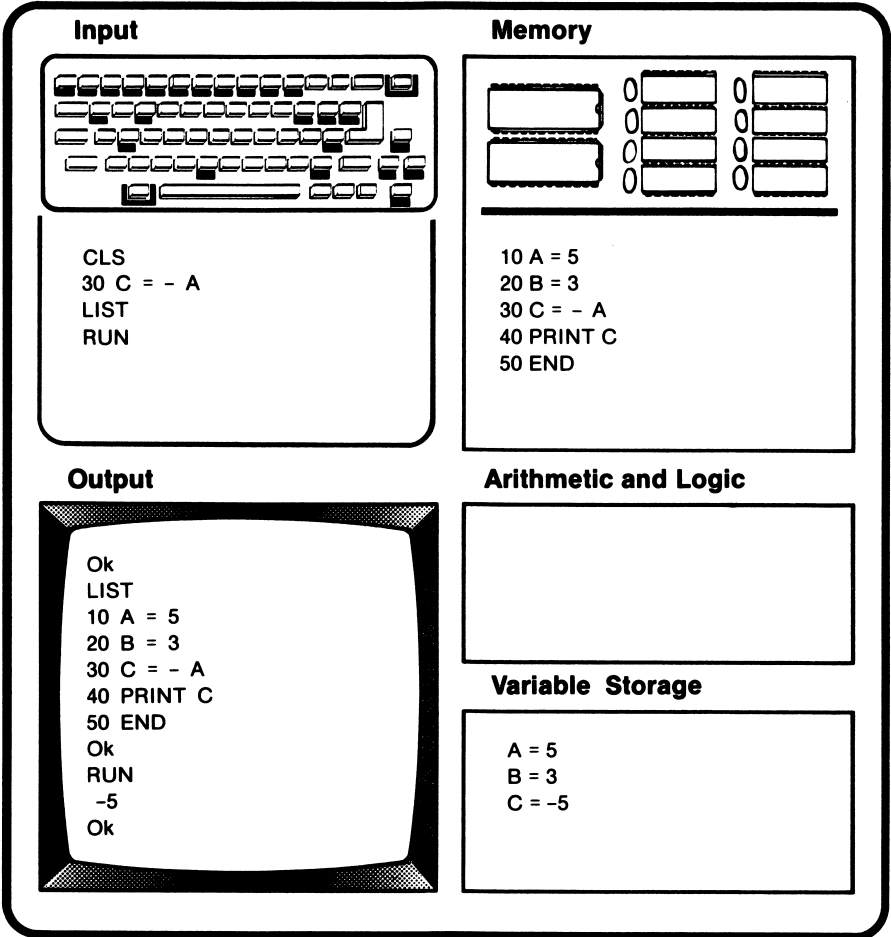 Input
CLS
30 C = - A
LIST
RUN
Memory
10 A = 5
20 B = 3
30 C = - A
40 PRINT C
50 END
Output
Ok
LIST
10 A = 5
20 B = 3
30 C = - A
40 PRINT C
50 END
Ok
RUN
-5
Ok
Arithmetic and Logic
Variable Storage
A = 5
B = 3
C = -5